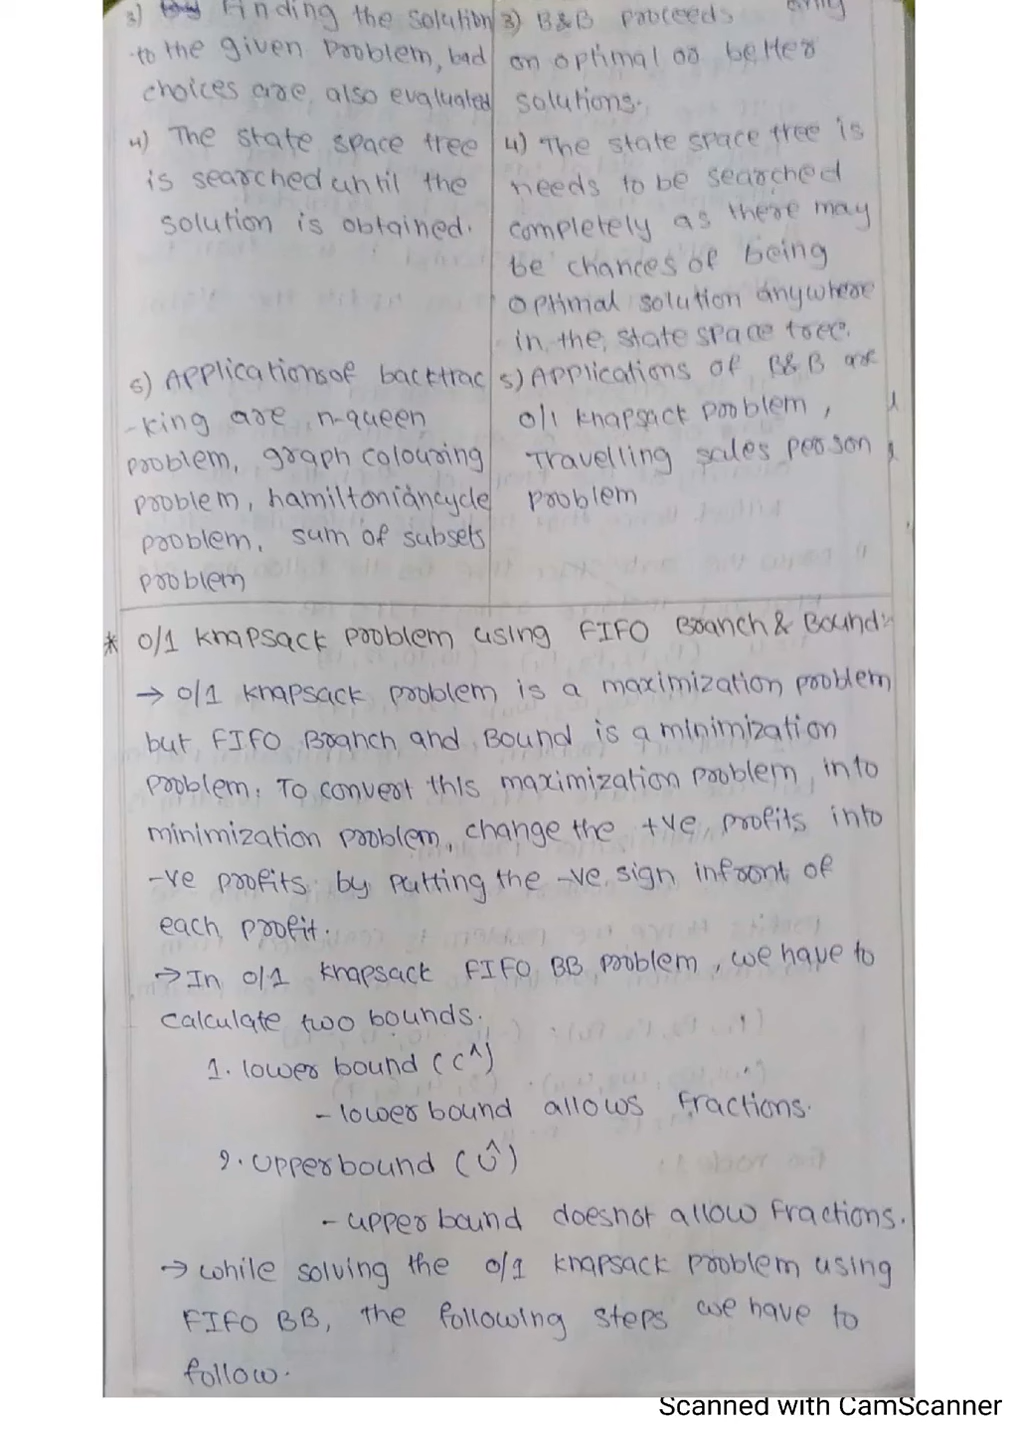 3) Finding the solution
to the given problem, bad
choices are also evaluated
4) The state space tree
is searched until the
solution is obtained.
5) Applications of backtrac
-king are n-queen
problem, graph colouring
problem, hamiltonian cycle
problem, sum of subsets
problem
3) B&B proceeds only
on optimal or better
solutions.
4) The state space tree is
needs to be searched
completely as there may
be chances of being
optimal solution anywhere
in the state space tree.
5) Applications of B&B are
0/1 knapsack problem,
Travelling sales person
problem
* 0/1 knapsack problem using FIFO Branch & Bound:
→ 0/1 knapsack problem is a maximization problem
but FIFO Branch and Bound is a minimization
problem. To convert this maximization problem into
minimization problem, change the +ve profits into
-ve profits by putting the -ve sign infront of
each profit.
→ In 0/1 knapsack FIFO BB problem, we have to
calculate two bounds.
1. lower bound (c^)
- lower bound allows fractions.
2. upper bound (û)
- upper bound doesnot allow fractions.
→ while solving the 0/1 knapsack problem using
FIFO BB, the following steps we have to
follow.
Scanned with CamScanner